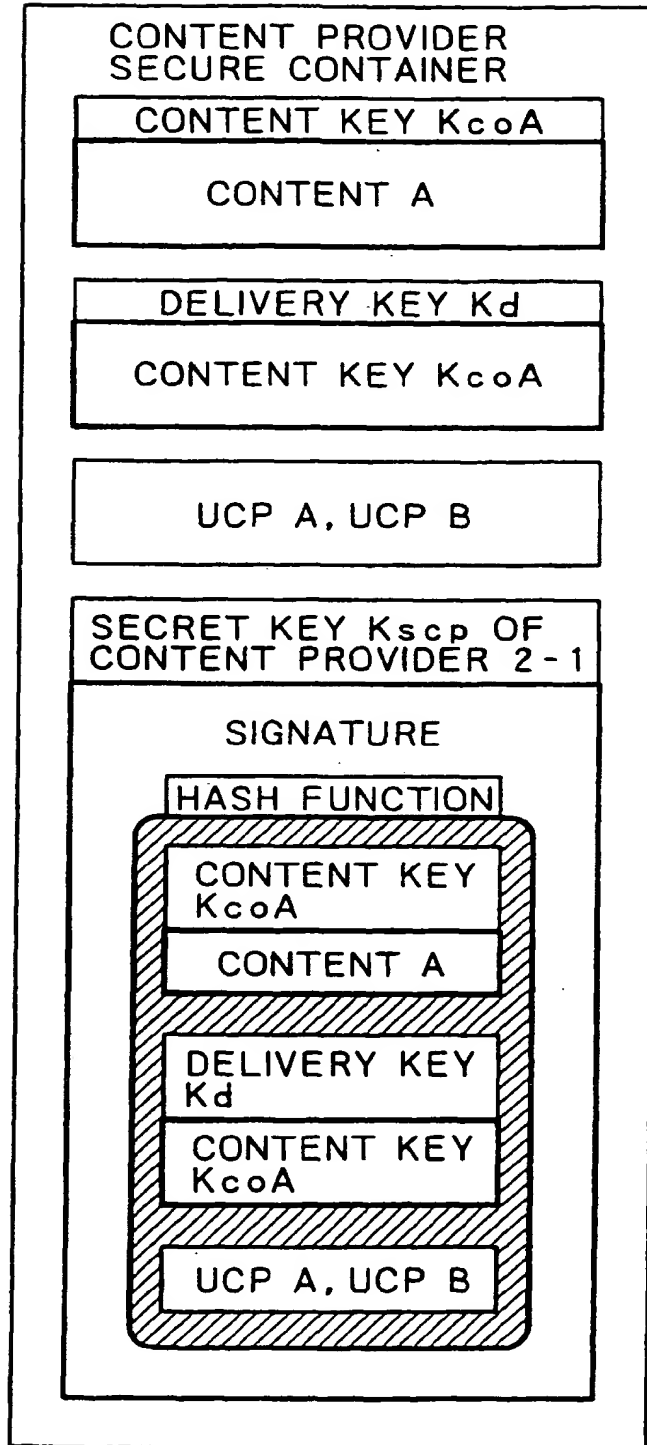 CONTENT PROVIDER
SECURE CONTAINER
CONTENT KEY KcoA
CONTENT A
DELIVERY KEY Kd
CONTENT KEY KcoA
UCP A, UCP B
SECRET KEY Kscp OF
CONTENT PROVIDER 2-1
SIGNATURE
HASH FUNCTION
CONTENT KEY
KcoA
CONTENT A
DELIVERY KEY
Kd
CONTENT KEY
KcoA
UCP A, UCP B